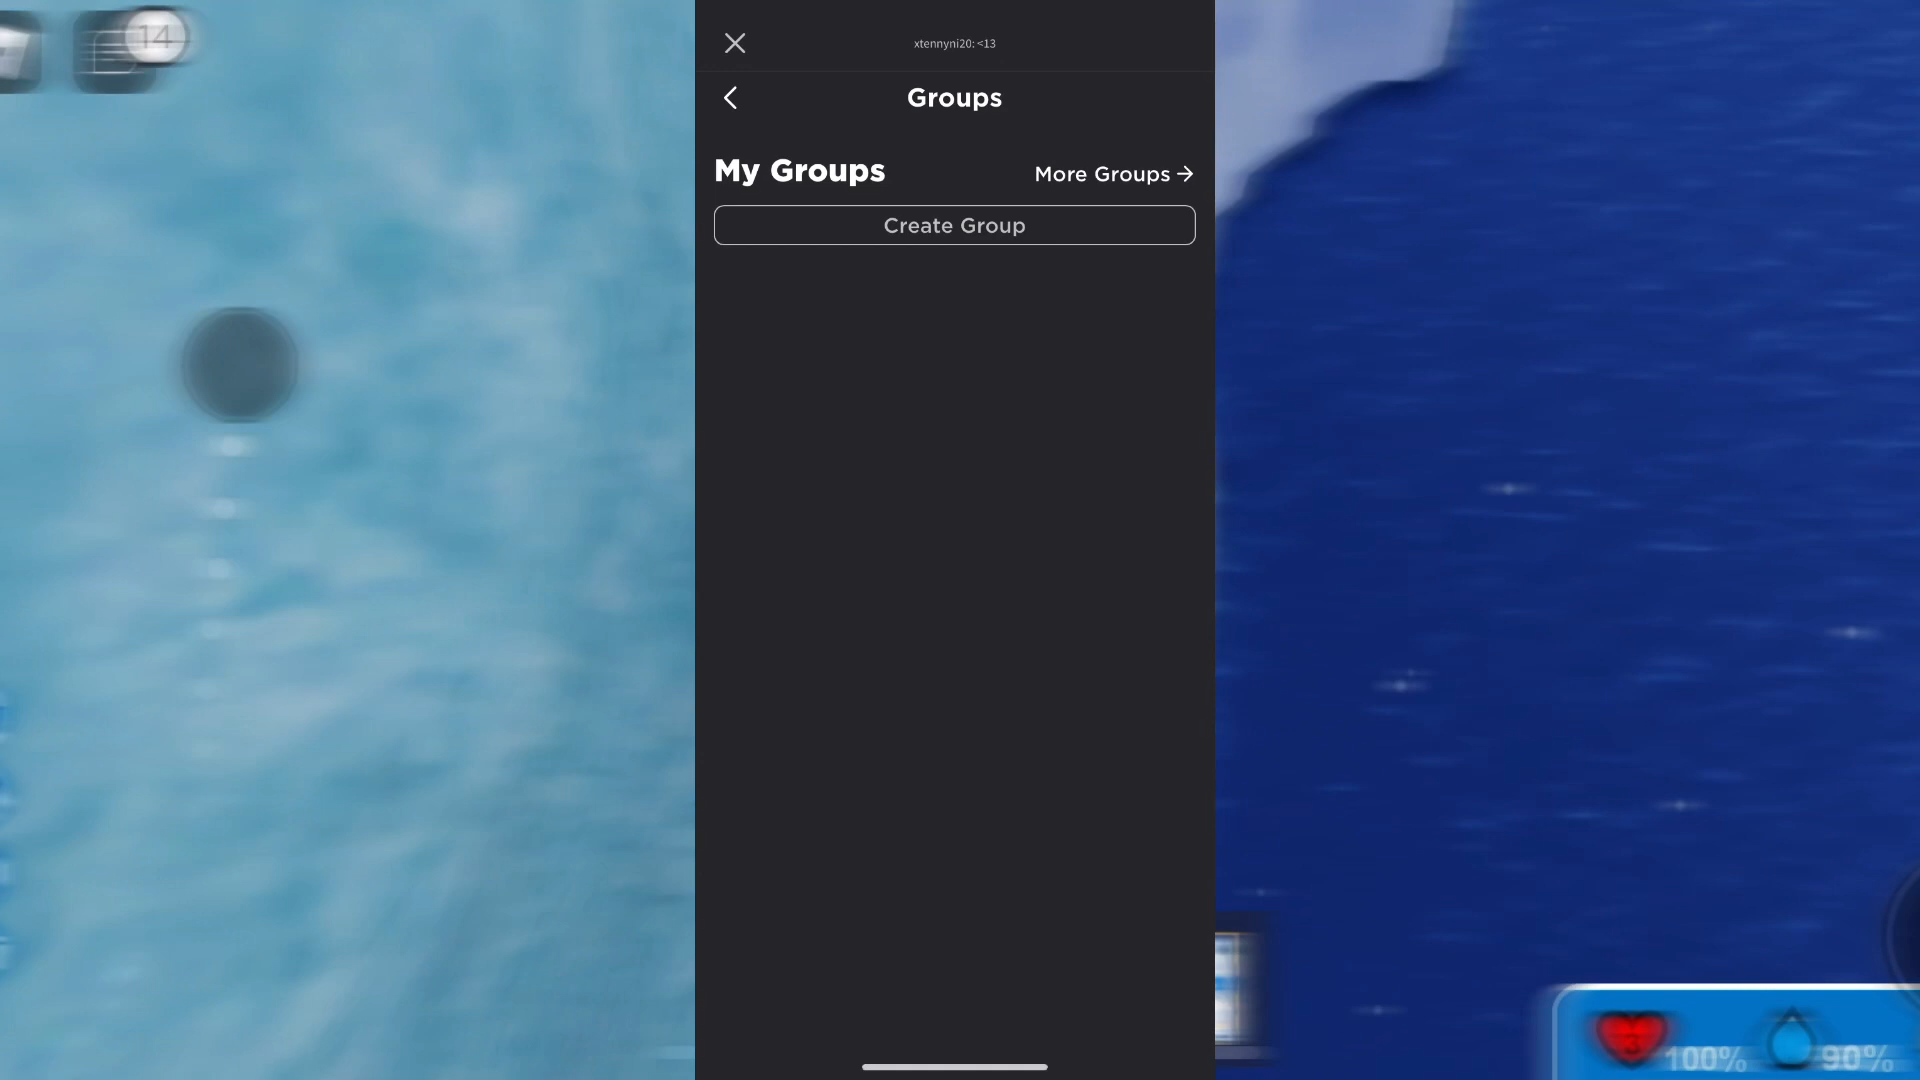 14
xtennyni20: <13
Groups
My Groups
More Groups
Create Group
100%
90%